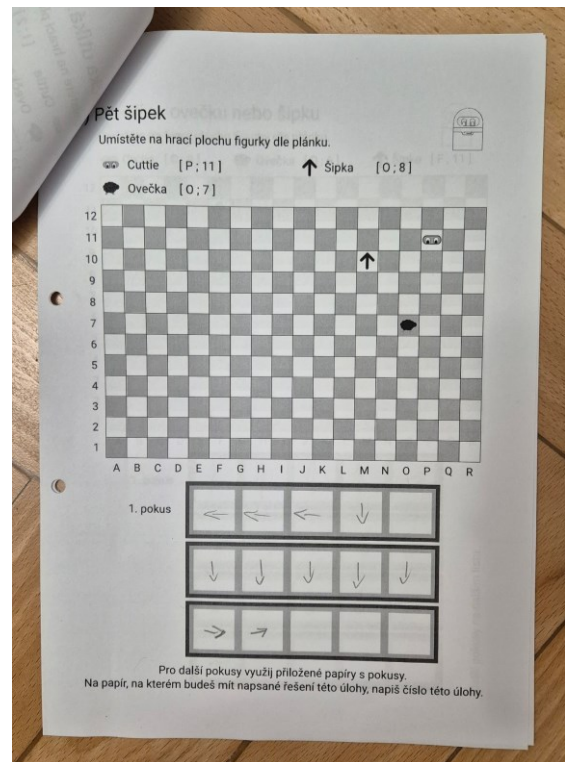 Pět šipek
Umístěte na hrací plochu figurky dle plánku.
Cuttie [P;11] Šipka [O;8]
Ovečka [O;7]
12
11
10
9
8
7
6
5
4
3
2
1
A B C D E F G H I J K L M N O P Q R
1. pokus
← ← ← ↓
↓ ↓ ↓ ↓ ↓
→ →
Pro další pokusy využij přiložené papíry s pokusy.
Na papír, na kterém budeš mít napsané řešení této úlohy, napiš číslo této úlohy.